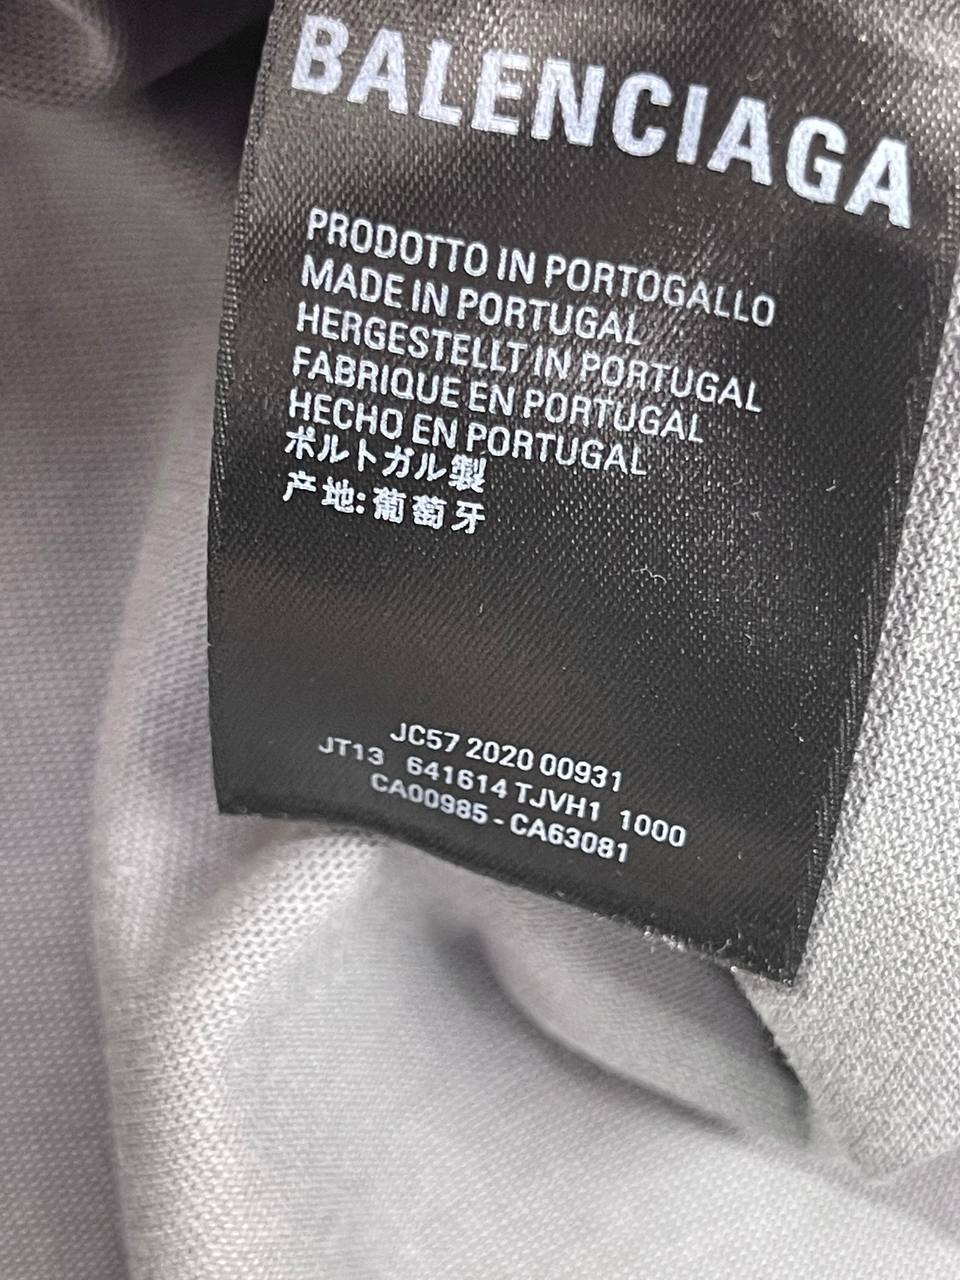 BALENCIAGA
PRODOTTO IN PORTOGALLO
MADE IN PORTUGAL
HERGESTELLT IN PORTUGAL
FABRIQUE EN PORTUGAL
HECHO EN PORTUGAL
ポルトガル製
产地:葡萄牙
JC57 2020 00931
JT13 641614 TJVH1 1000
CA00985 - CA63081